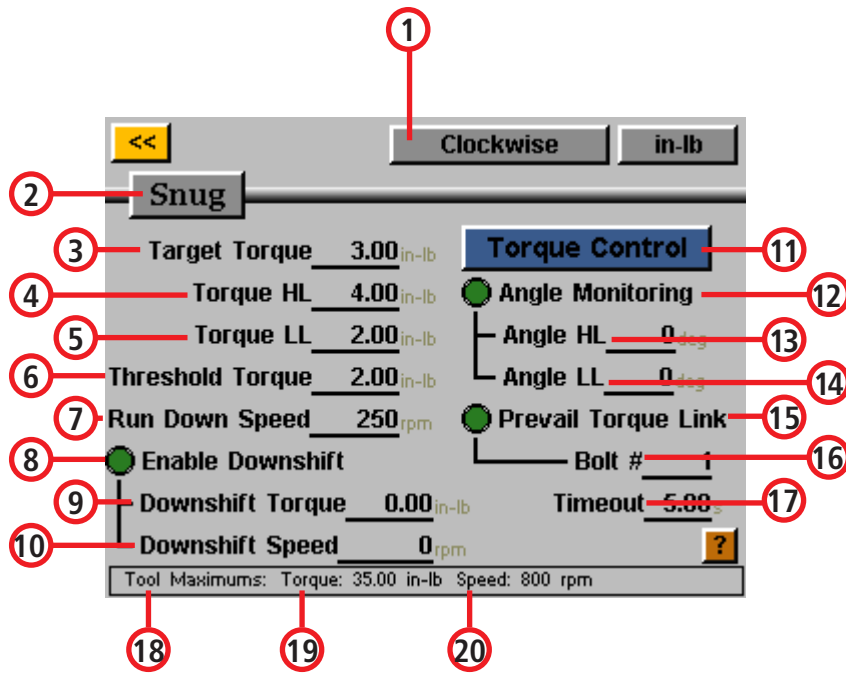 1
<< Clockwise in-lb
2 Snug
3 Target Torque 3.00 in-lb Torque Control 11
4 Torque HL 4.00 in-lb Angle Monitoring 12
5 Torque LL 2.00 in-lb Angle HL 0 deg 13
6 Threshold Torque 2.00 in-lb Angle LL 0 deg 14
7 Run Down Speed 250 rpm Prevail Torque Link 15
8 Enable Downshift Bolt # 1 16
9 Downshift Torque 0.00 in-lb Timeout 5.00 s 17
10 Downshift Speed 0 rpm ?
Tool Maximums: Torque: 35.00 in-lb Speed: 800 rpm
18 19 20